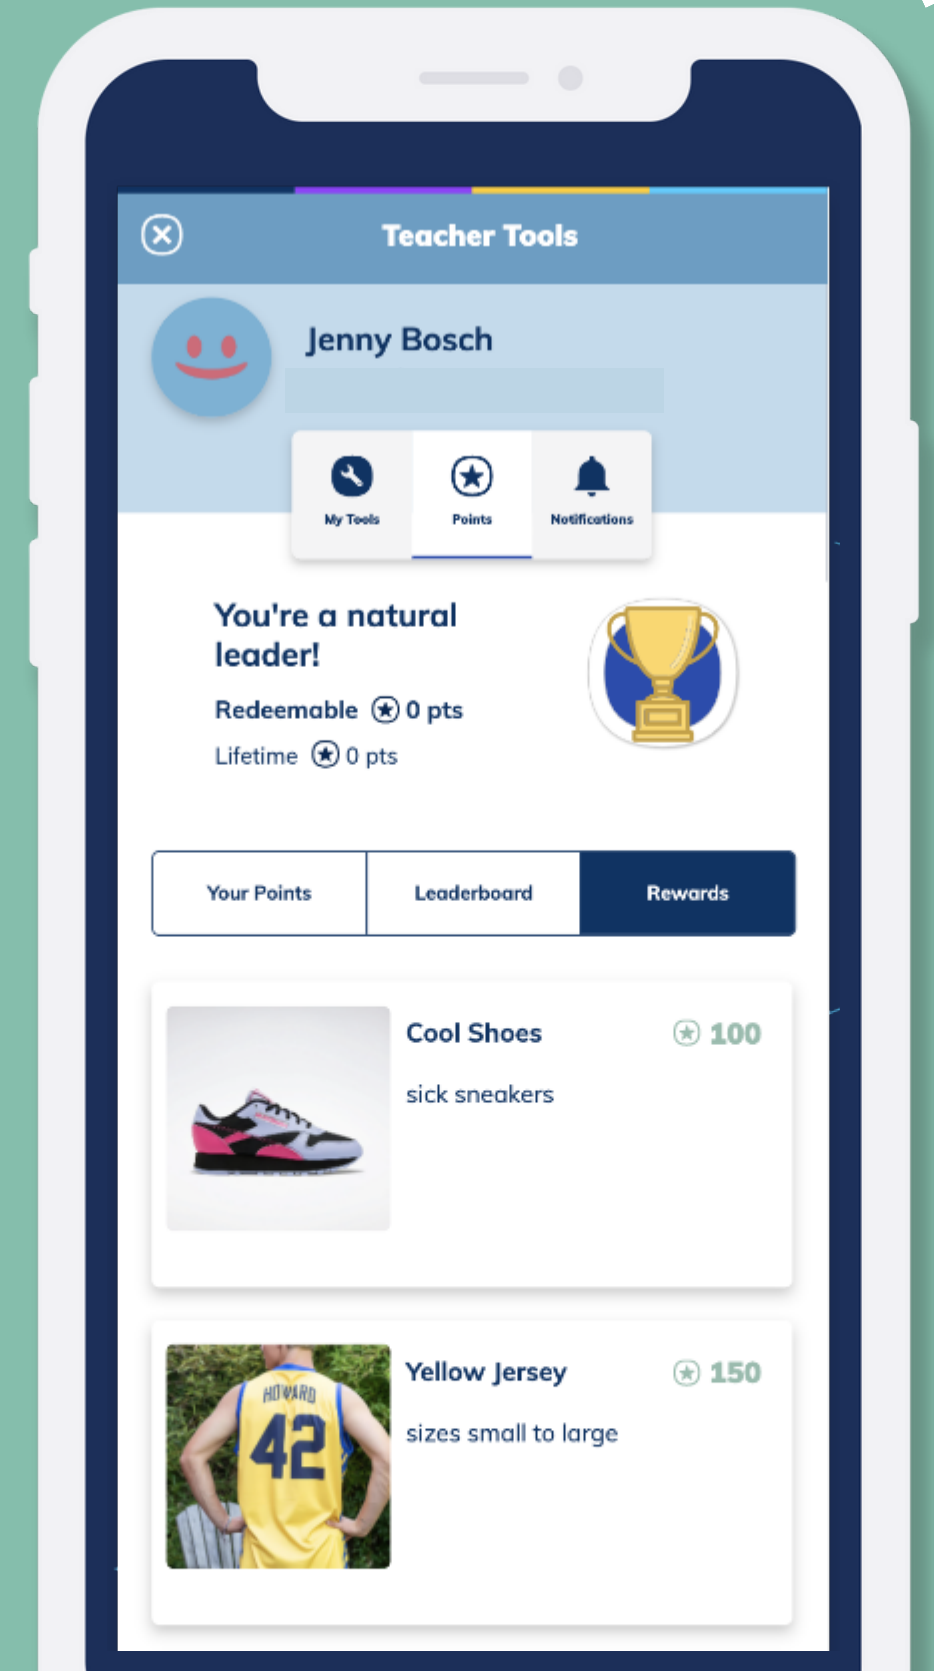 Teacher Tools
Jenny Bosch
My Tools
Points
Notifications
You're a natural
leader!
Redeemable 0 pts
Lifetime 0 pts
Your Points
Leaderboard
Rewards
Cool Shoes
100
sick sneakers
HOWARD
42
Yellow Jersey
150
sizes small to large